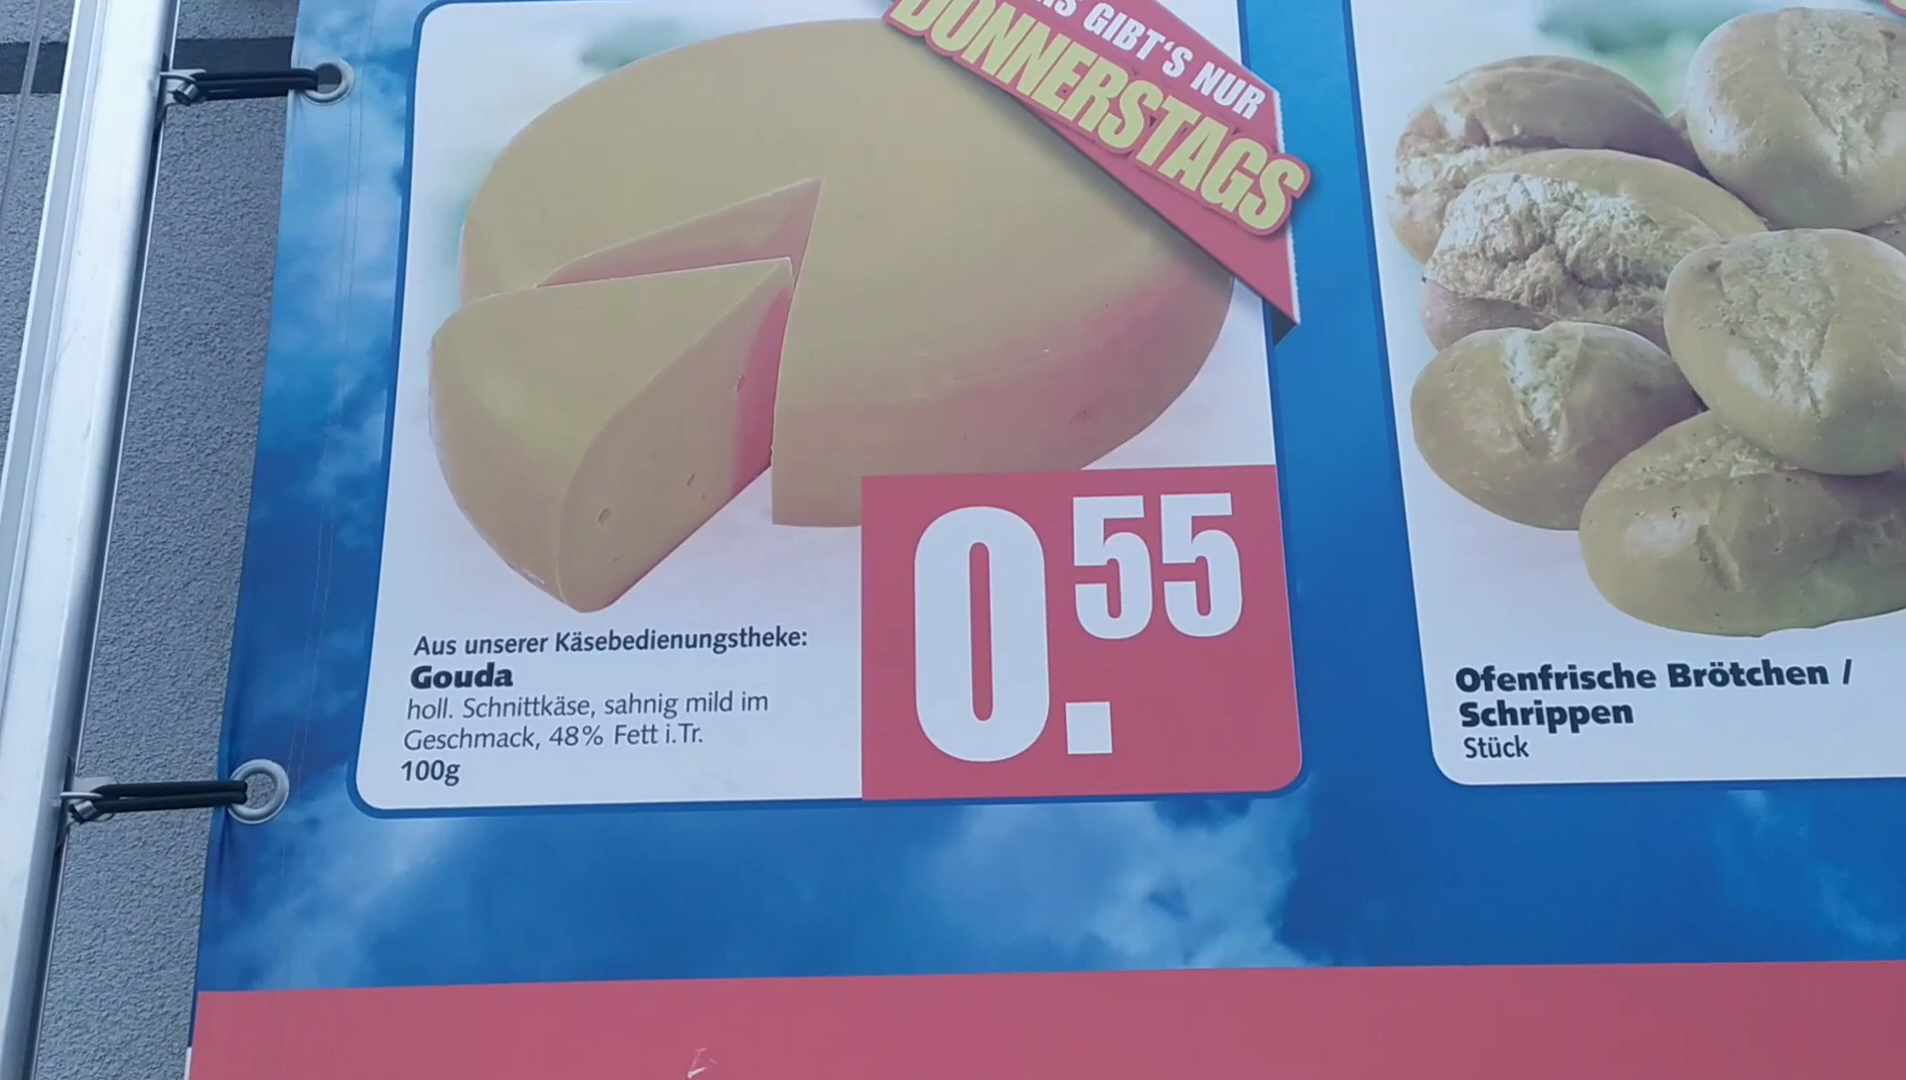 GIBT'S NUR
DONNERSTAGS
0.55
Aus unserer Käsebedienungstheke:
Gouda
holl. Schnittkäse, sahnig mild im
Geschmack, 48% Fett i.Tr.
100g
Ofenfrische Brötchen /
Schrippen
Stück